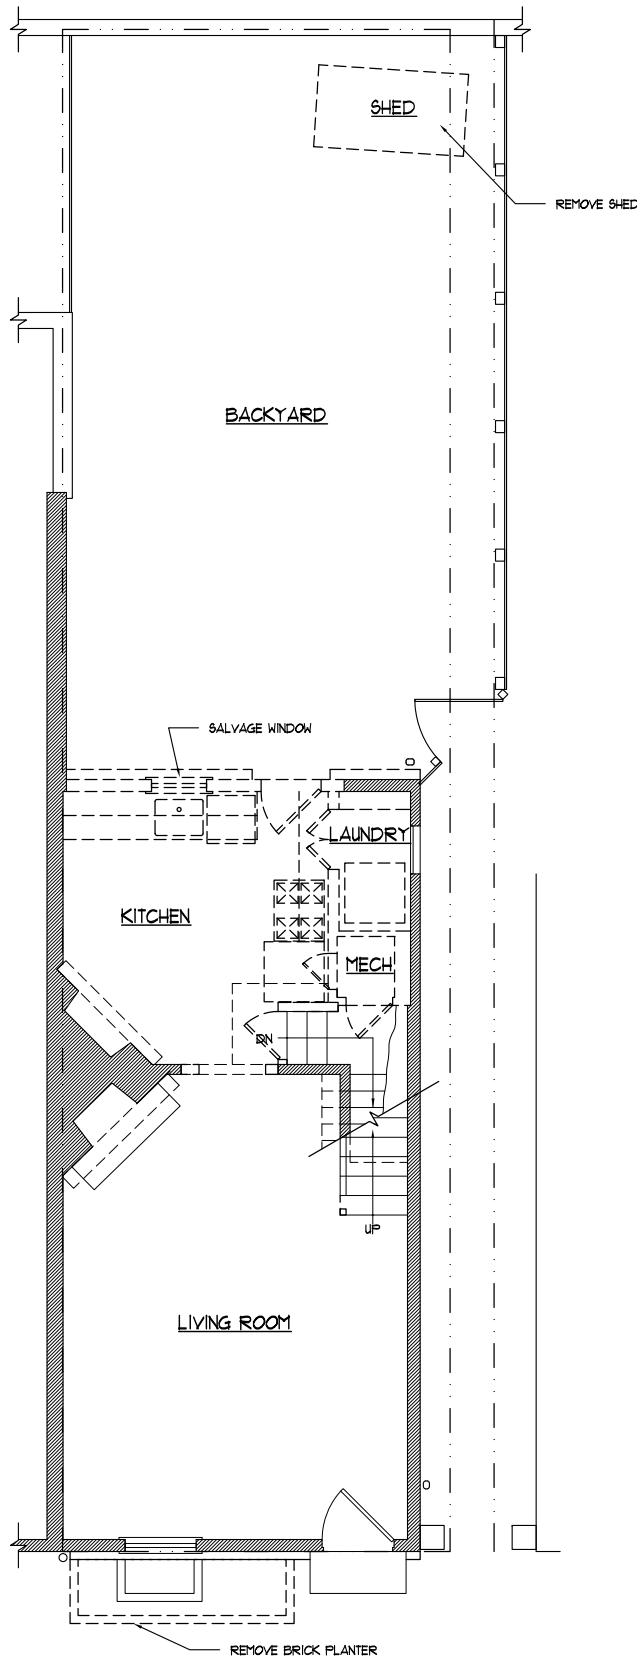 SHED
REMOVE SHED
BACKYARD
SALVAGE WINDOW
LAUNDRY
KITCHEN
MECH
DN
UP
LIVING ROOM
REMOVE BRICK PLANTER